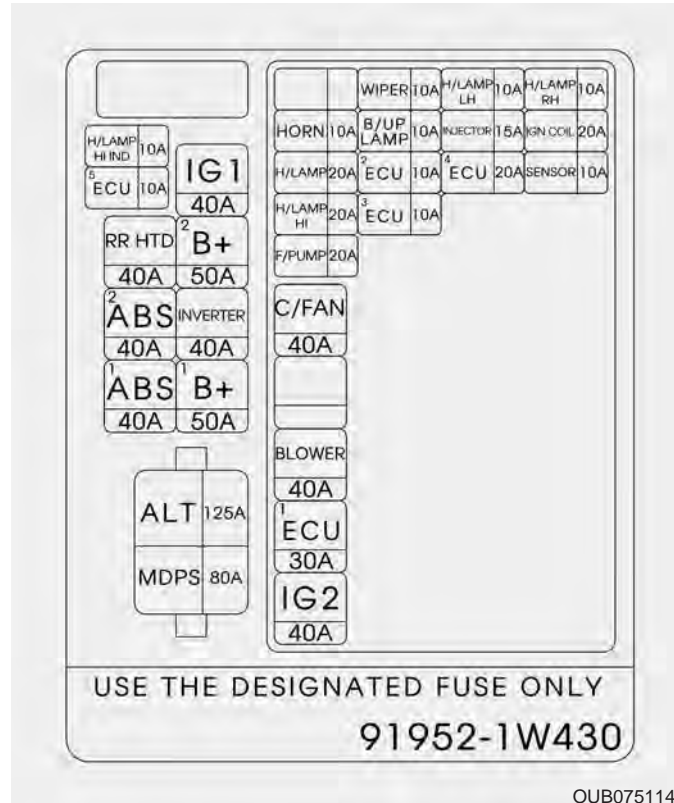 H/LAMP HI IND 10A
5 ECU 10A
IG1 40A
RR HTD 40A
2 B+ 50A
2 ABS 40A
INVERTER 40A
1 ABS 40A
1 B+ 50A
ALT 125A
MDPS 80A
WIPER 10A H/LAMP LH 10A H/LAMP RH 10A
HORN 10A B/UP LAMP 10A INJECTOR 15A IGN COIL 20A
H/LAMP 20A 2 ECU 10A 4 ECU 20A SENSOR 10A
H/LAMP HI 20A 3 ECU 10A
F/PUMP 20A
C/FAN 40A
BLOWER 40A
1 ECU 30A
IG2 40A
USE THE DESIGNATED FUSE ONLY
91952-1W430
OUB075114